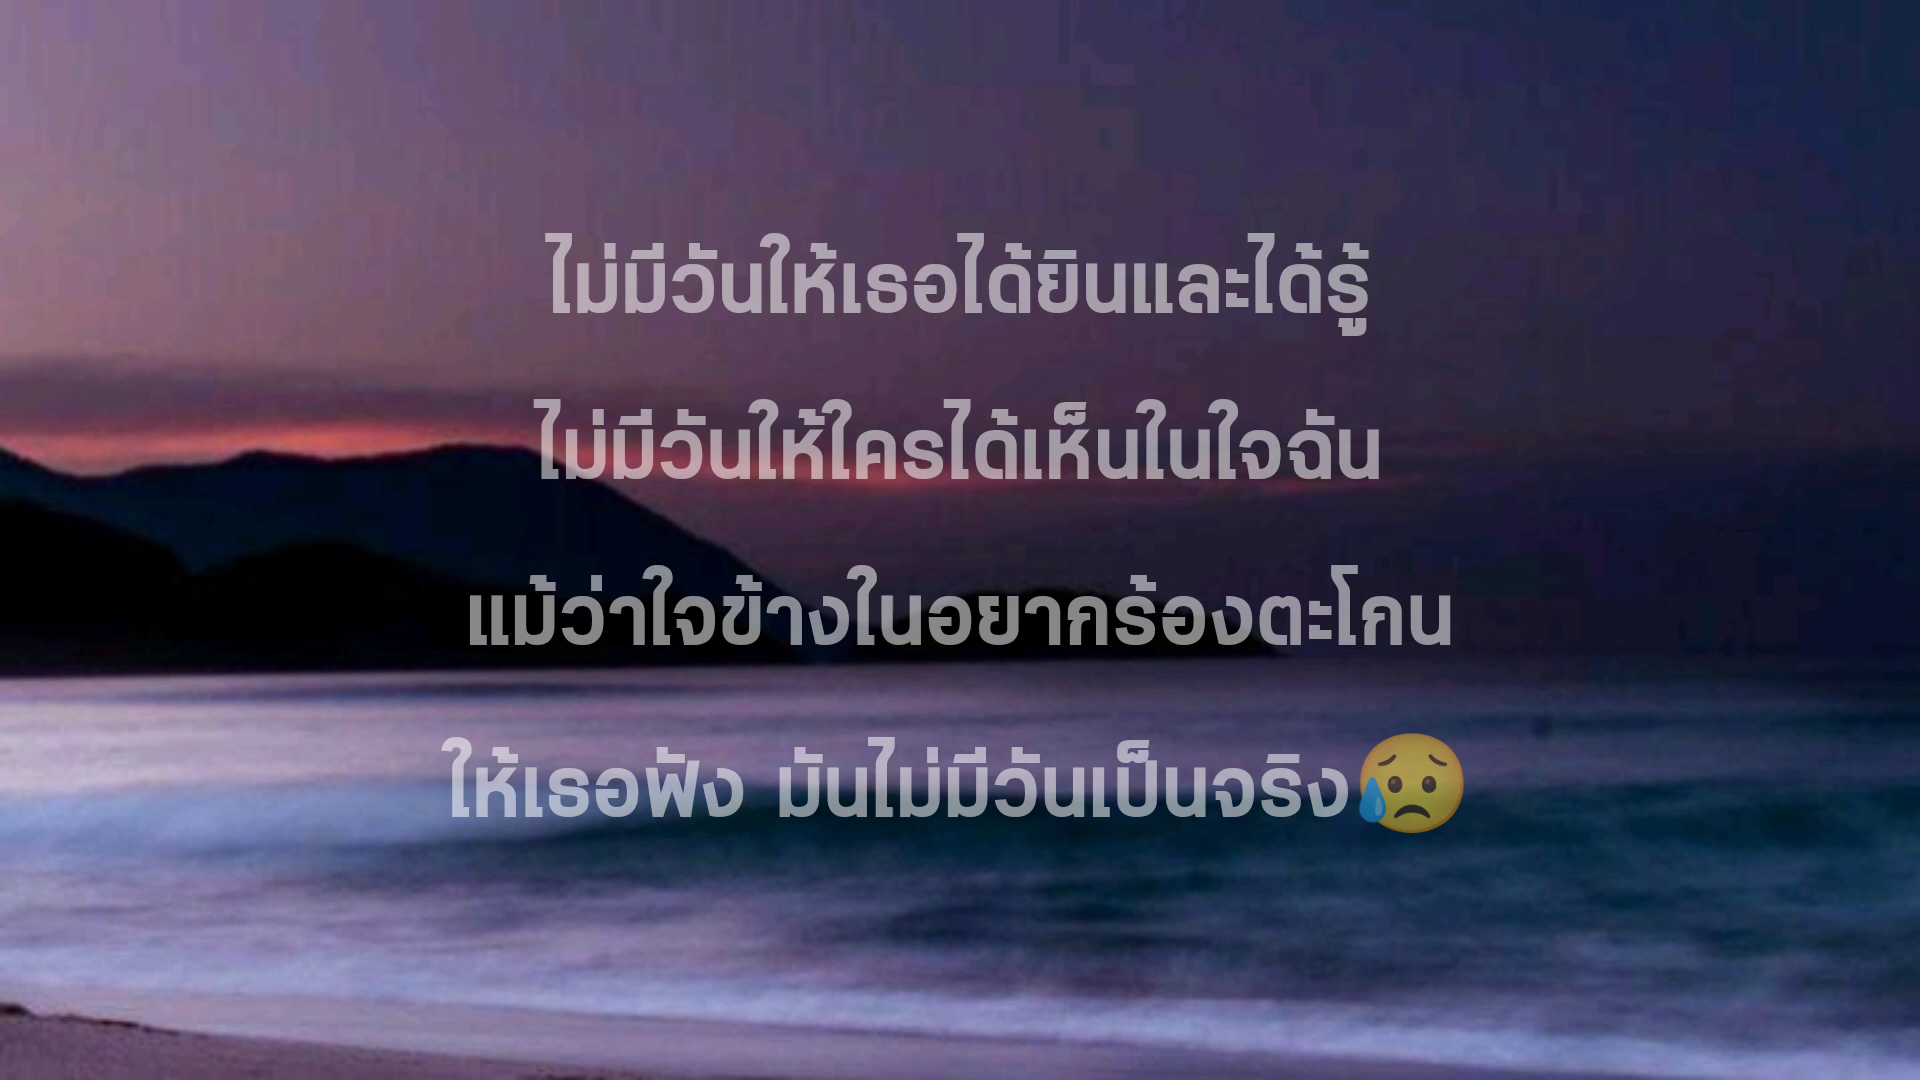 ไม่มีวันให้เธอได้ยินและได้รู้
ไม่มีวันให้ใครได้เห็นในใจฉัน
แม้ว่าใจข้างในอยากร้องตะโกน
ให้เธอฟัง มันไม่มีวันเป็นจริง😥